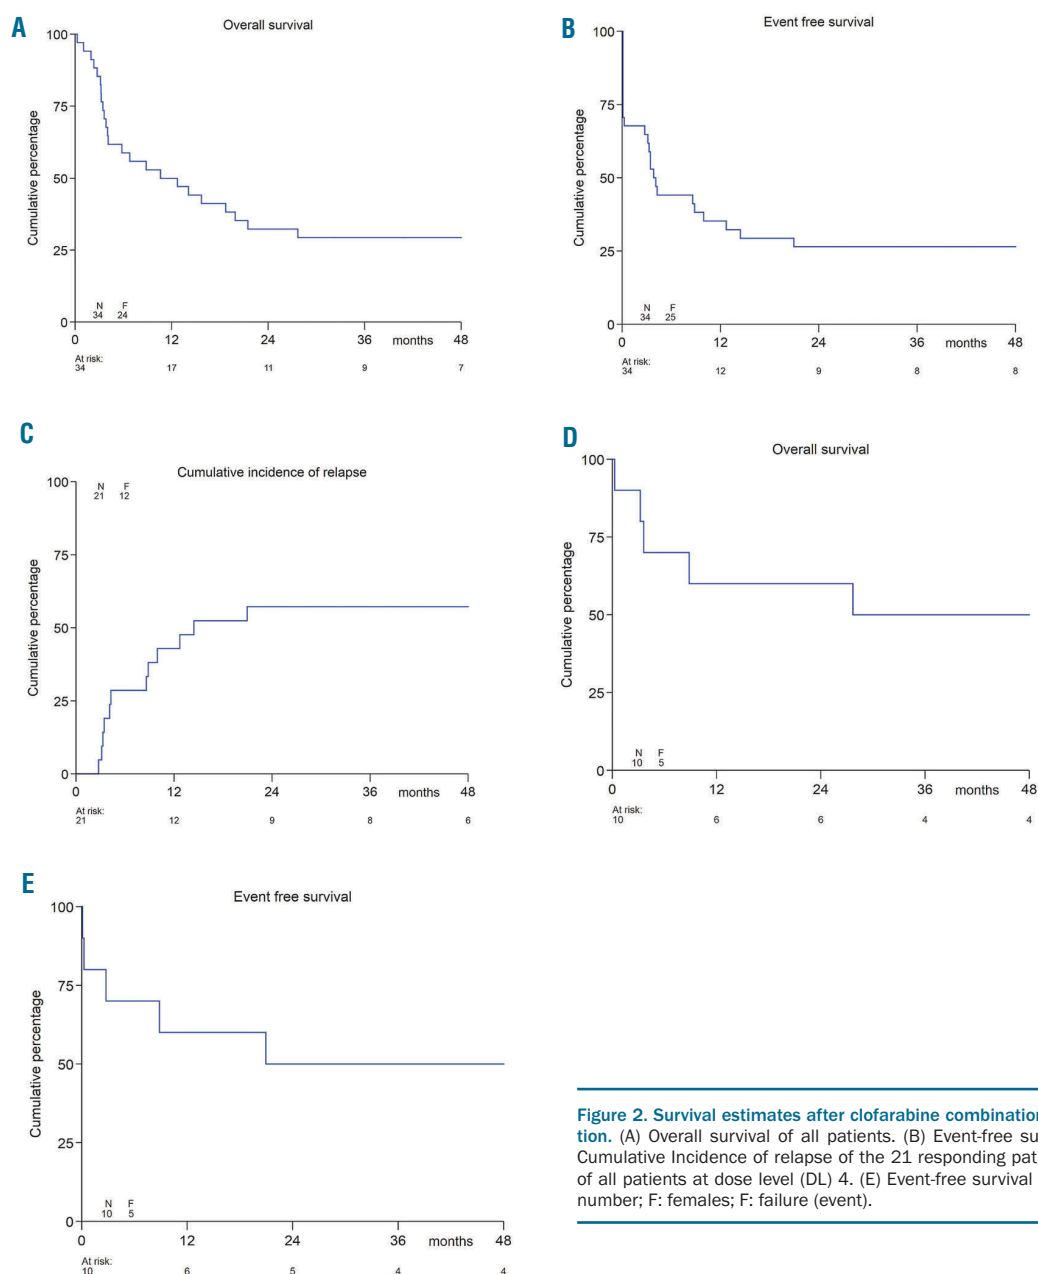 A
Overall survival
100
75
50
25
0
Cumulative percentage
N F
34 24
0 12 24 36 months 48
At risk:
34 17 11 9 7
B
Event free survival
100
75
50
25
0
Cumulative percentage
N F
34 25
0 12 24 36 months 48
At risk:
34 12 9 8 8
C
Cumulative incidence of relapse
100
75
50
25
0
Cumulative percentage
N F
21 12
0 12 24 36 months 48
At risk:
21 12 9 8 6
D
Overall survival
100
75
50
25
0
Cumulative percentage
N F
10 5
0 12 24 36 months 48
At risk:
10 6 6 4 4
E
Event free survival
100
75
50
25
0
Cumulative percentage
N F
10 5
0 12 24 36 months 48
At risk:
10 6 5 4 4
Figure 2. Survival estimates after clofarabine combination
tion. (A) Overall survival of all patients. (B) Event-free su
Cumulative Incidence of relapse of the 21 responding pat
of all patients at dose level (DL) 4. (E) Event-free survival
number; F: females; F: failure (event).